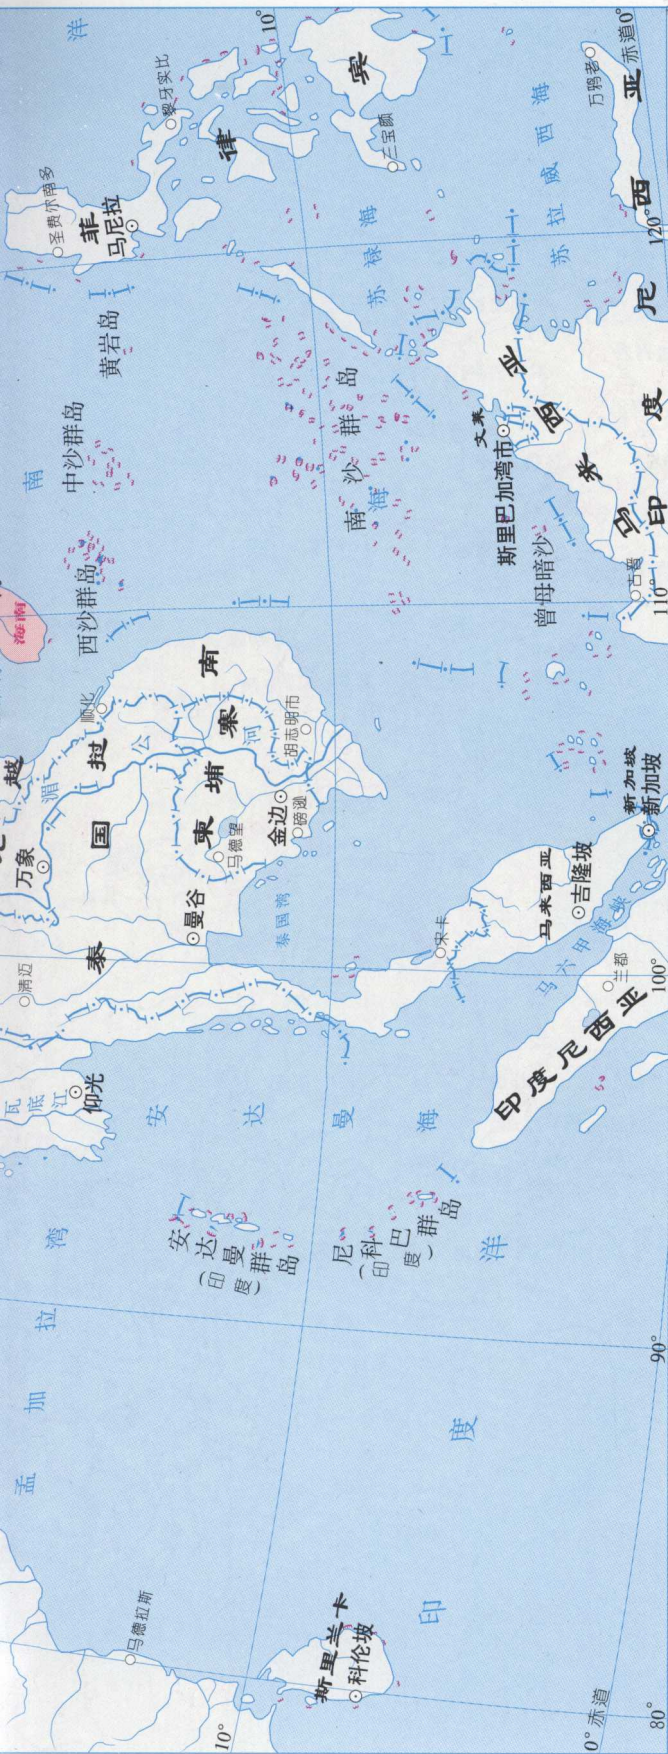 洋
10°
黎牙实比
圣费尔南多
菲律宾
马尼拉
三宝颜
万鸦老
赤道0°
苏拉威西海
苏禄海
120°
黄岩岛
中沙群岛
西沙群岛
南沙群岛
南海
曾母暗沙
文莱
斯里巴加湾市
马来西亚
印度尼西亚
古晋
110°
海南
越南
顺化
胡志明市
湄公河
万象
泰国
清迈
曼谷
柬埔寨
马德望
金边
磅逊
泰国湾
宋卡
马来西亚
吉隆坡
新加坡
新加坡
马六甲海峡
兰都
印度尼西亚
100°
瓦底江
仰光
安达曼海
安达曼群岛
(印度)
尼科巴群岛
(印度)
孟加拉湾
印度洋
90°
马德拉斯
斯里兰卡
科伦坡
10°
0°赤道
80°